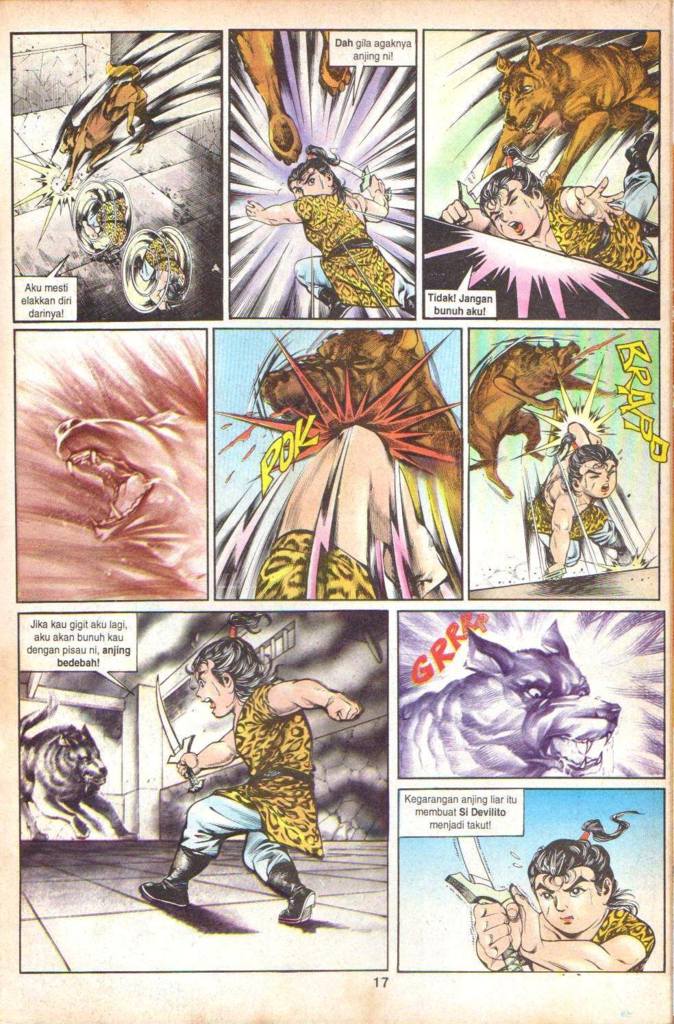 Aku mesti
elakkan diri
darinya!
Dah gila agaknya
anjing ni!
Tidak! Jangan
bunuh aku!
POK
KRAPP
Jika kau gigit aku lagi,
aku akan bunuh kau
dengan pisau ni, anjing
bedebah!
GRRRP
Kegarangan anjing liar itu
membuat Si Devilito
menjadi takut!
17